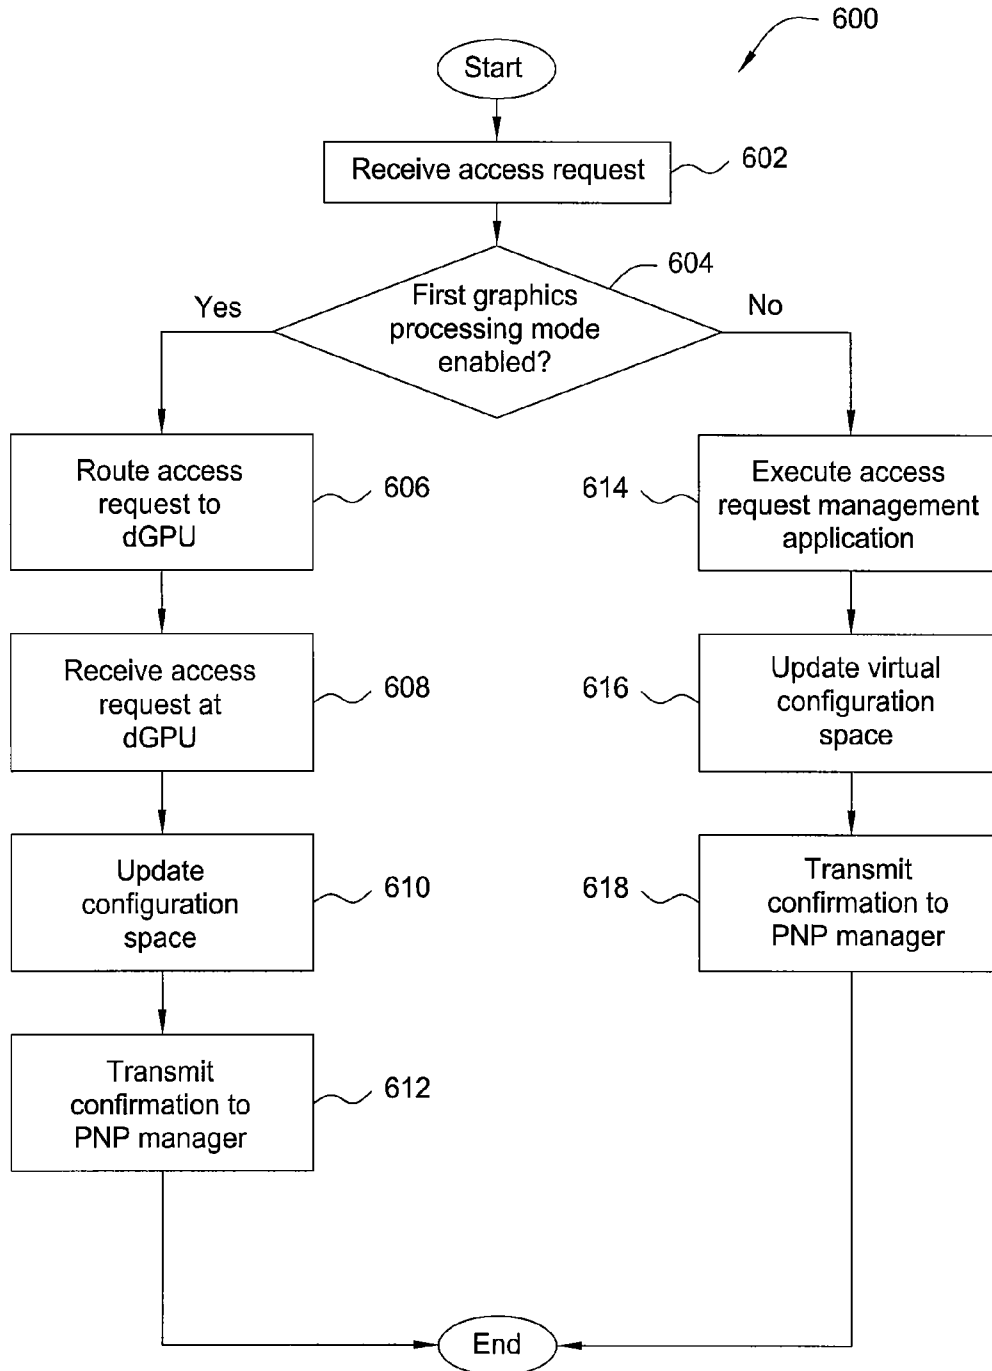 600
Start
Receive access request
602
604
First graphics
processing mode
enabled?
Yes
No
Route access
request to
dGPU
606
614
Execute access
request management
application
Receive access
request at
dGPU
608
616
Update virtual
configuration
space
Update
configuration
space
610
618
Transmit
confirmation to
PNP manager
Transmit
confirmation to
PNP manager
612
End